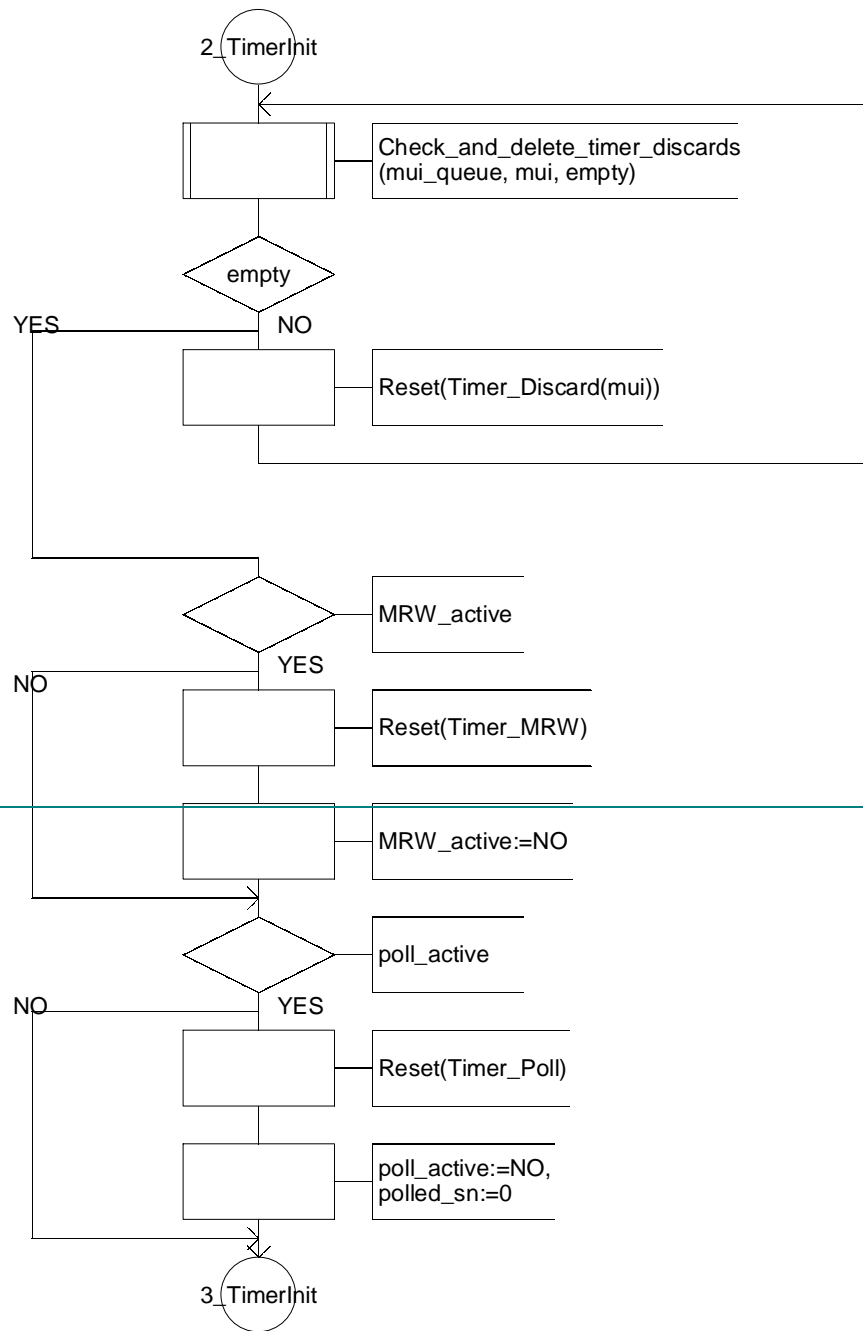 2_TimerInit
Check_and_delete_timer_discards
(mui_queue, mui, empty)
empty
YES
NO
Reset(Timer_Discard(mui))
MRW_active
YES
NO
Reset(Timer_MRW)
MRW_active:=NO
poll_active
NO
YES
Reset(Timer_Poll)
poll_active:=NO,
polled_sn:=0
3_TimerInit